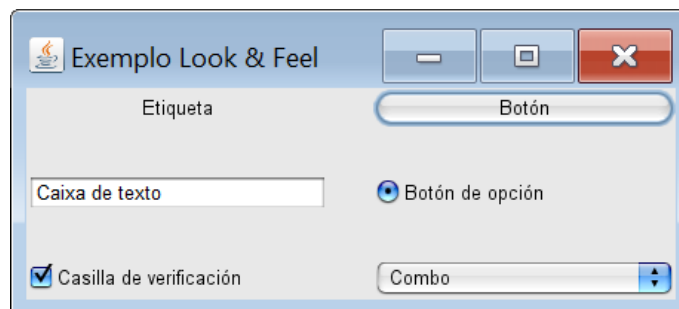 Exemplo Look & Feel
Etiqueta
Botón
Caixa de texto
Botón de opción
Casilla de verificación
Combo